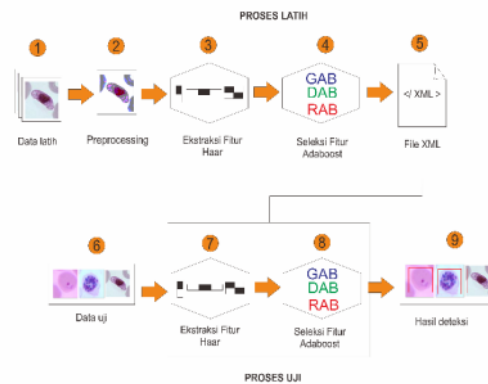 PROSES LATIH
1
2
3
4
5
GAB
DAB
RAB
</ XML >
Data latih
Preprocessing
Ekstraksi Fitur
Haar
Seleksi Fitur
Adaboost
File XML
6
7
8
9
GAB
DAB
RAB
Data uji
Ekstraksi Fitur
Haar
Seleksi Fitur
Adaboost
Hasil deteksi
PROSES UJI